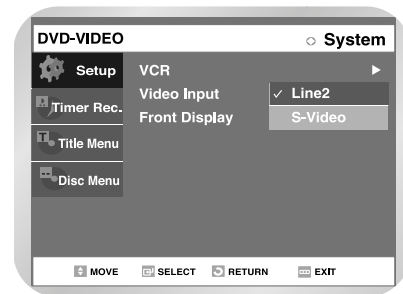 DVD-VIDEO
System
Setup
VCR
Video Input
✓ Line2
Timer Rec.
Front Display
S-Video
Title Menu
Disc Menu
MOVE SELECT RETURN EXIT